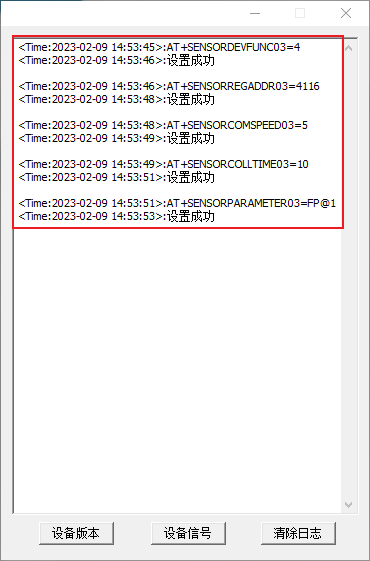 <Time:2023-02-09 14:53:45>:AT+SENSORDEVFUNC03=4
<Time:2023-02-09 14:53:46>:设置成功
<Time:2023-02-09 14:53:46>:AT+SENSORREGADDR03=4116
<Time:2023-02-09 14:53:48>:设置成功
<Time:2023-02-09 14:53:48>:AT+SENSORCOMSPEED03=5
<Time:2023-02-09 14:53:49>:设置成功
<Time:2023-02-09 14:53:49>:AT+SENSORCOLLTIME03=10
<Time:2023-02-09 14:53:51>:设置成功
<Time:2023-02-09 14:53:51>:AT+SENSORPARAMETER03=FP@1
<Time:2023-02-09 14:53:53>:设置成功
设备版本 设备信号 清除日志